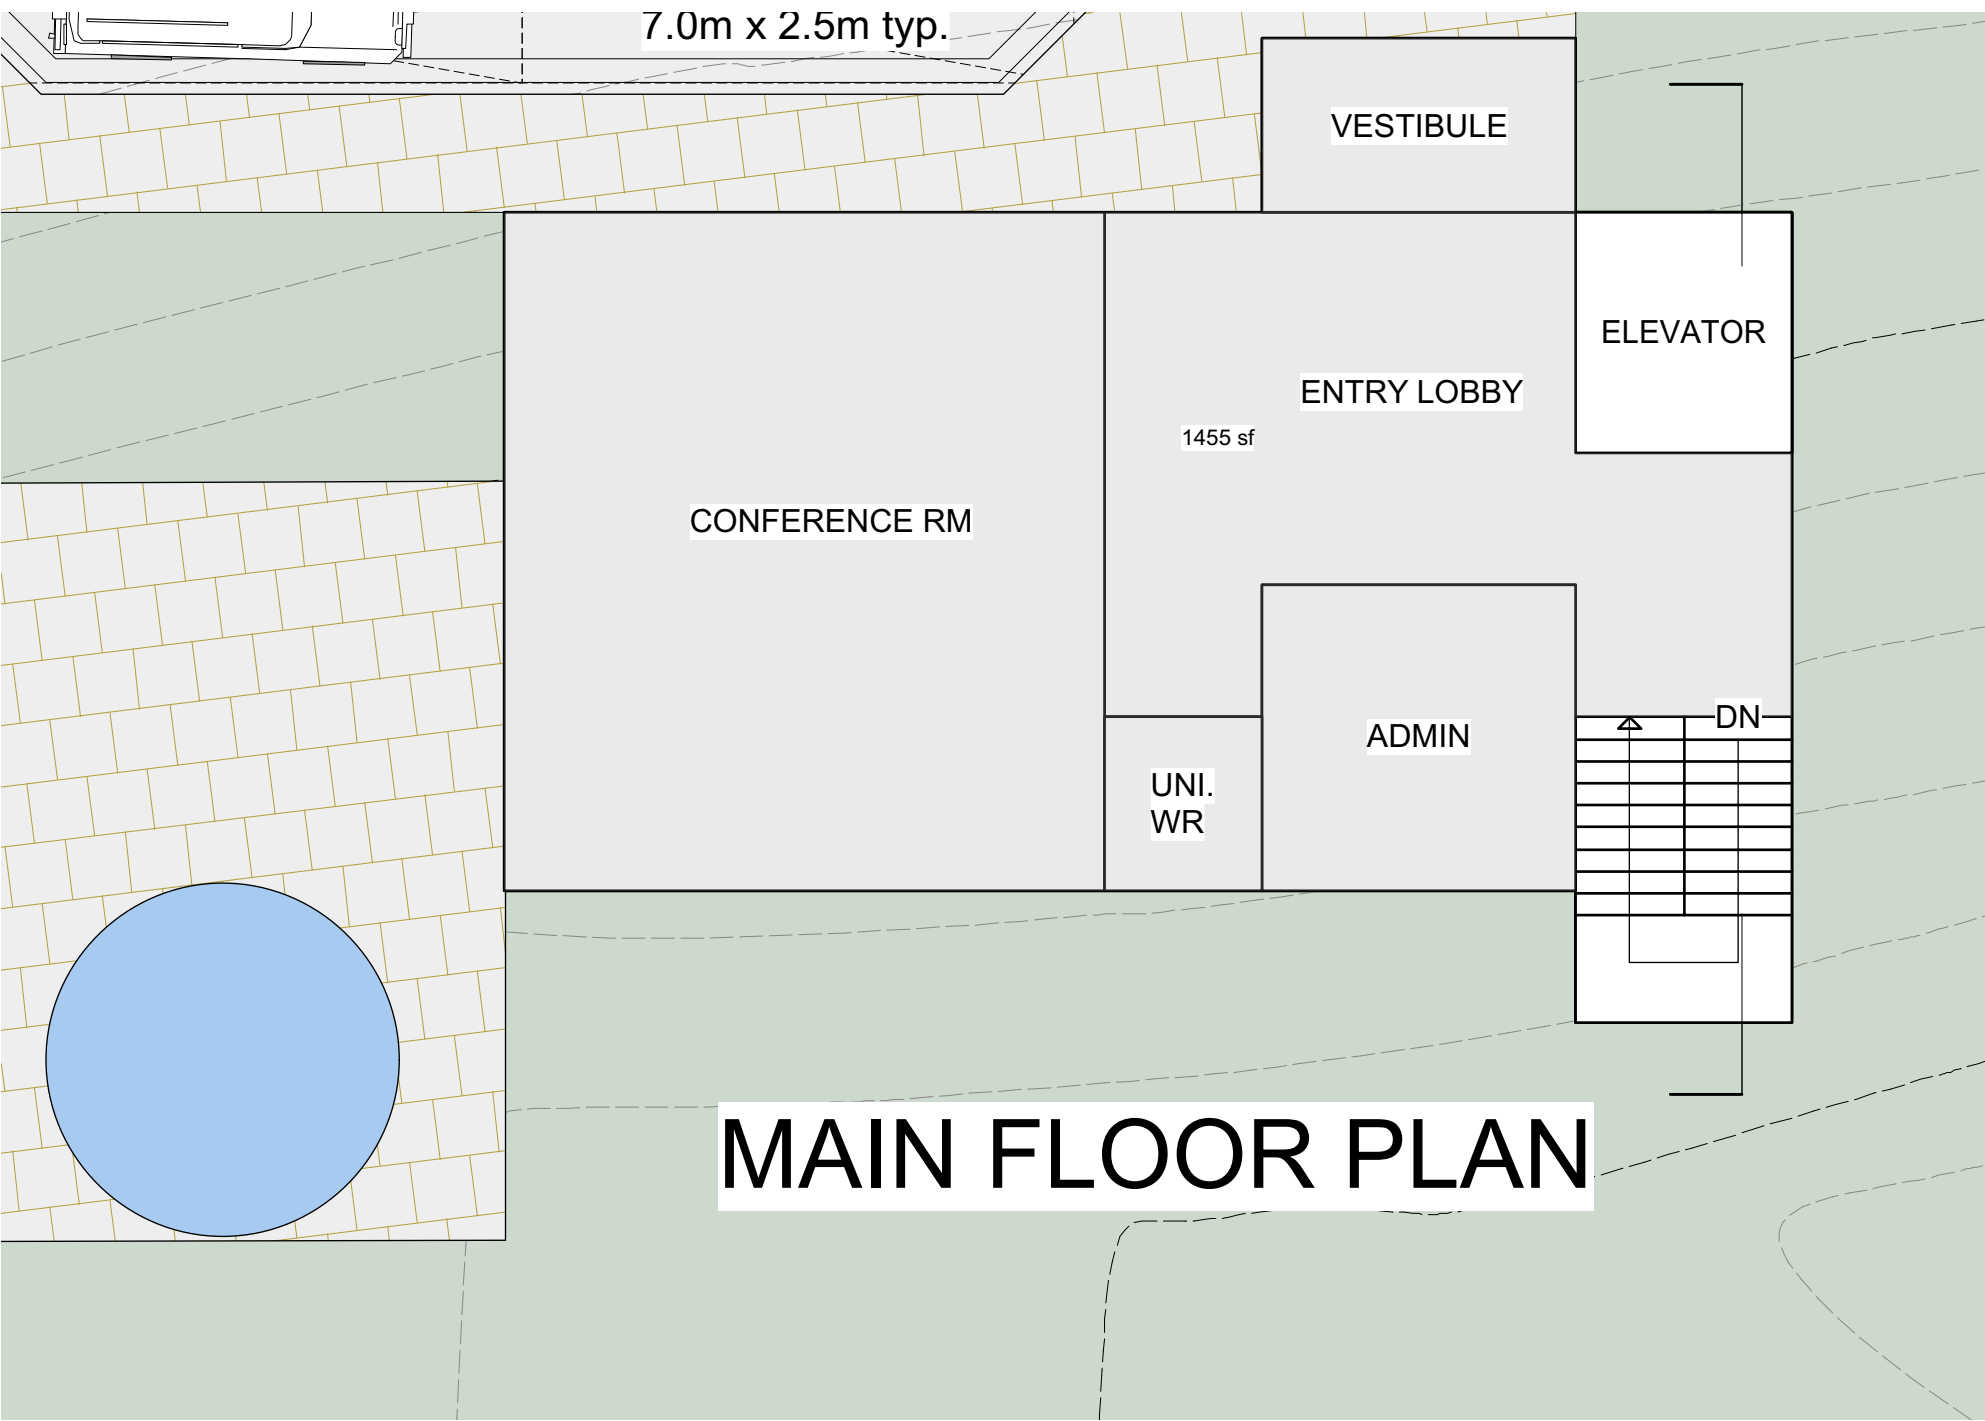 7.0m x 2.5m typ.
VESTIBULE
ELEVATOR
ENTRY LOBBY
1455 sf
CONFERENCE RM
DN
ADMIN
UNI.
WR
MAIN FLOOR PLAN